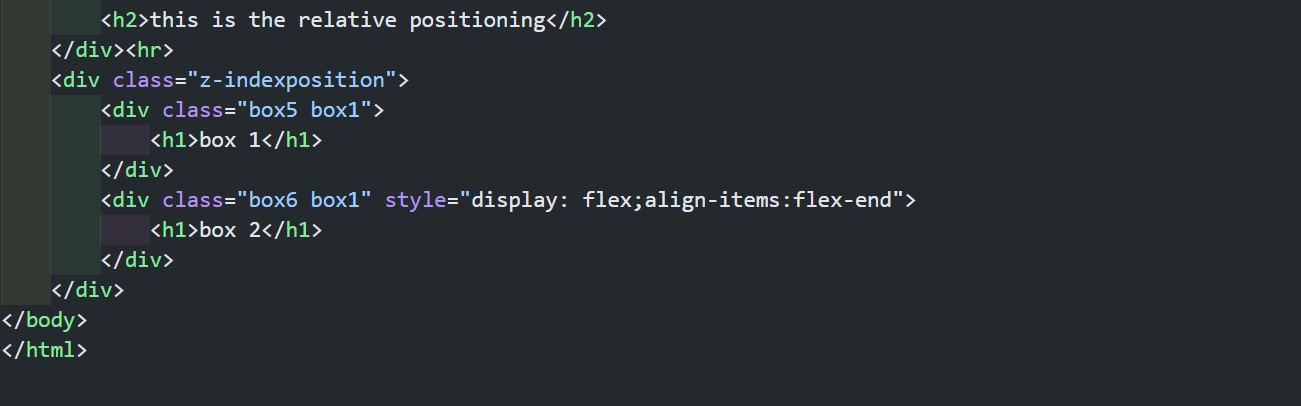 <h2>this is the relative positioning</h2>
</div><hr>
<div class="z-indexposition">
<div class="box5 box1">
<h1>box 1</h1>
</div>
<div class="box6 box1" style="display: flex;align-items:flex-end">
<h1>box 2</h1>
</div>
</div>
</body>
</html>